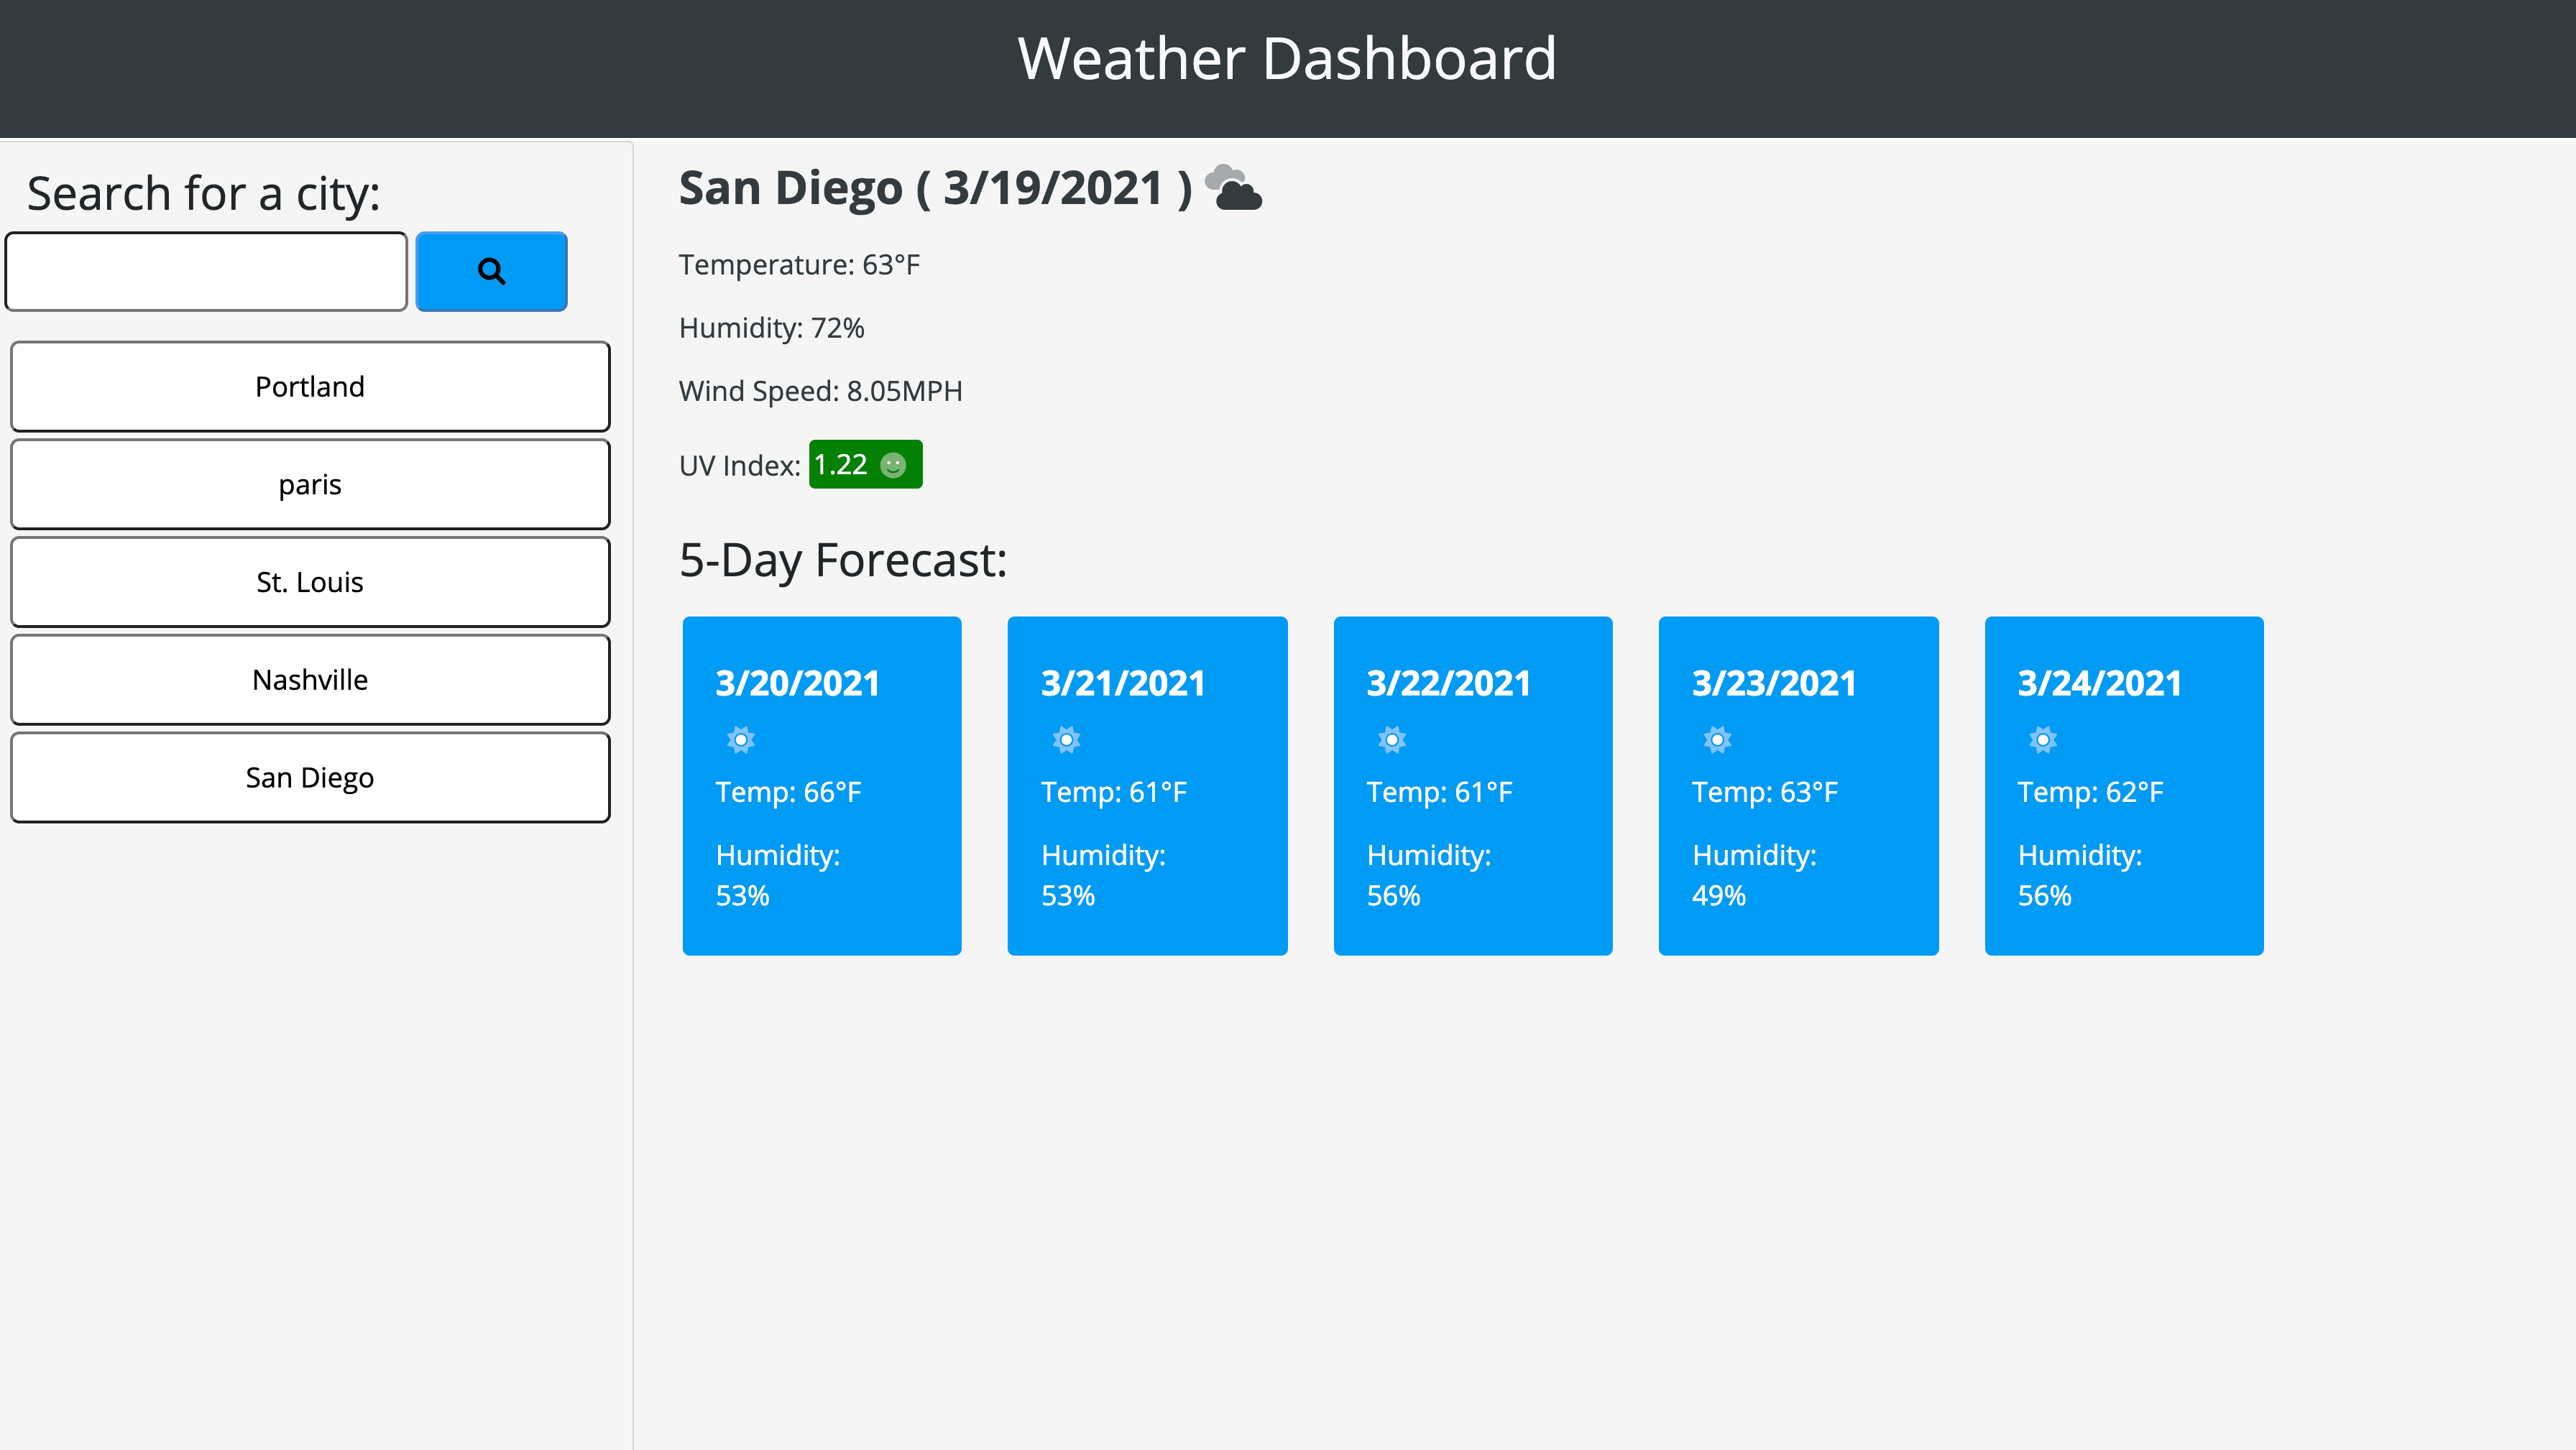 Weather Dashboard
Search for a city:
Portland
paris
St. Louis
Nashville
San Diego
San Diego ( 3/19/2021 )
Temperature: 63°F
Humidity: 72%
Wind Speed: 8.05MPH
UV Index: 1.22
5-Day Forecast:
3/20/2021
Temp: 66°F
Humidity:
53%
3/21/2021
Temp: 61°F
Humidity:
53%
3/22/2021
Temp: 61°F
Humidity:
56%
3/23/2021
Temp: 63°F
Humidity:
49%
3/24/2021
Temp: 62°F
Humidity:
56%